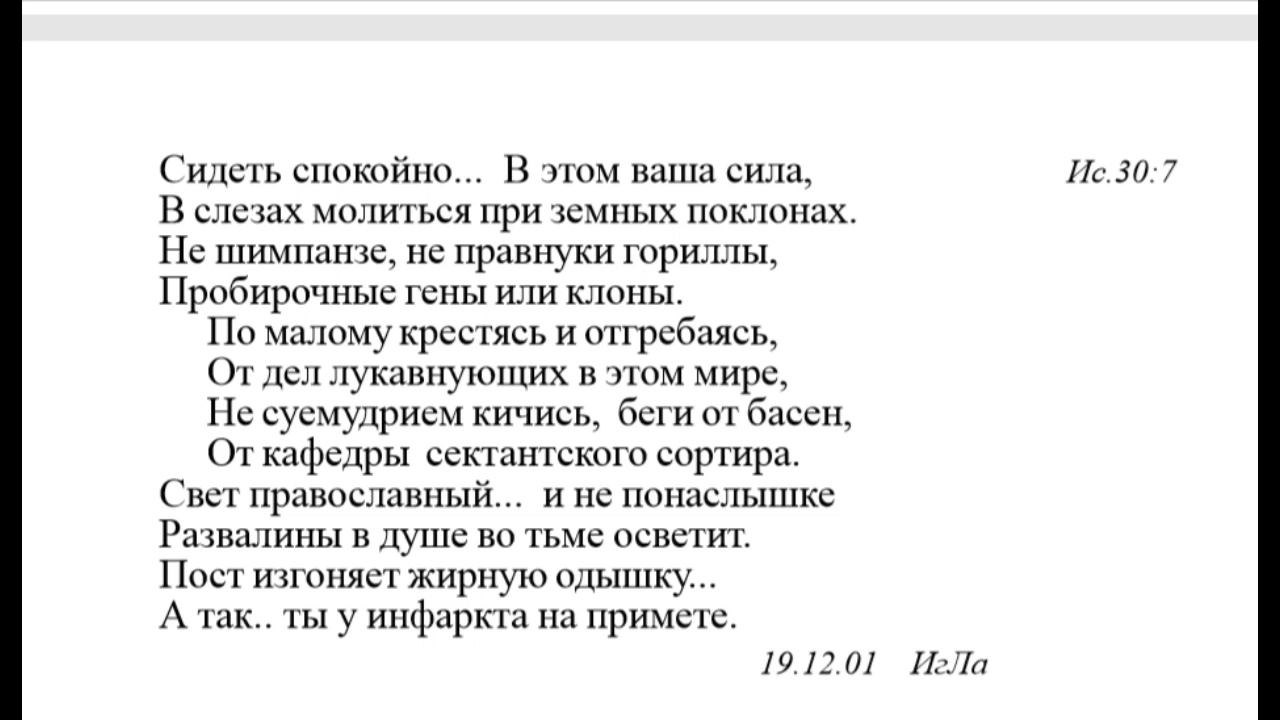 Сидеть спокойно... В этом ваша сила, Ис.30:7
В слезах молиться при земных поклонах.
Не шимпанзе, не правнуки гориллы,
Пробирочные гены или клоны.
По малому крестясь и отгребаясь,
От дел лукавнующих в этом мире,
Не суемудрием кичись, беги от басен,
От кафедры сектантского сортира.
Свет православный... и не понаслышке
Развалины в душе во тьме осветит.
Пост изгоняет жирную одышку...
А так.. ты у инфаркта на примете.
19.12.01 ИгЛа